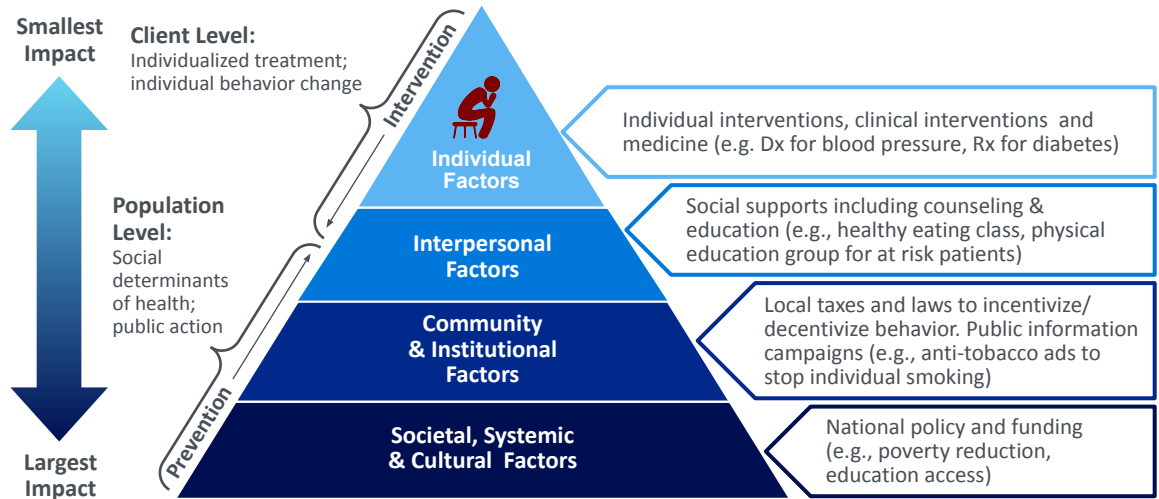 Smallest
Impact
Client Level:
Individualized treatment;
individual behavior change
Intervention
Individual
Factors
Individual interventions, clinical interventions and
medicine (e.g. Dx for blood pressure, Rx for diabetes)
Population
Level:
Social
determinants
of health;
public action
Interpersonal
Factors
Social supports including counseling &
education (e.g., healthy eating class, physical
education group for at risk patients)
Community
& Institutional
Factors
Local taxes and laws to incentivize/
decentivize behavior. Public information
campaigns (e.g., anti-tobacco ads to
stop individual smoking)
Prevention
Societal, Systemic
& Cultural Factors
National policy and funding
(e.g., poverty reduction,
education access)
Largest
Impact